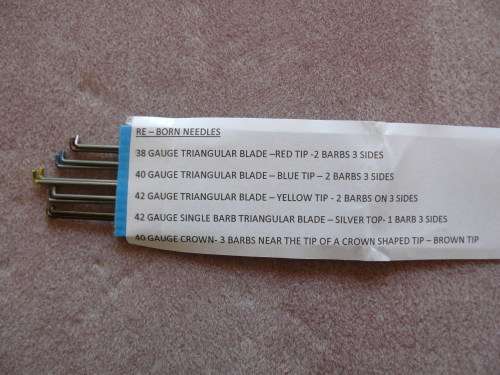 RE – BORN NEEDLES
38 GAUGE TRIANGULAR BLADE –RED TIP -2 BARBS 3 SIDES
40 GAUGE TRIANGULAR BLADE – BLUE TIP – 2 BARBS 3 SIDES
42 GAUGE TRIANGULAR BLADE – YELLOW TIP - 2 BARBS ON 3 SIDES
42 GAUGE SINGLE BARB TRIANGULAR BLADE – SILVER TOP- 1 BARB 3 SIDES
40 GAUGE CROWN- 3 BARBS NEAR THE TIP OF A CROWN SHAPED TIP – BROWN TIP